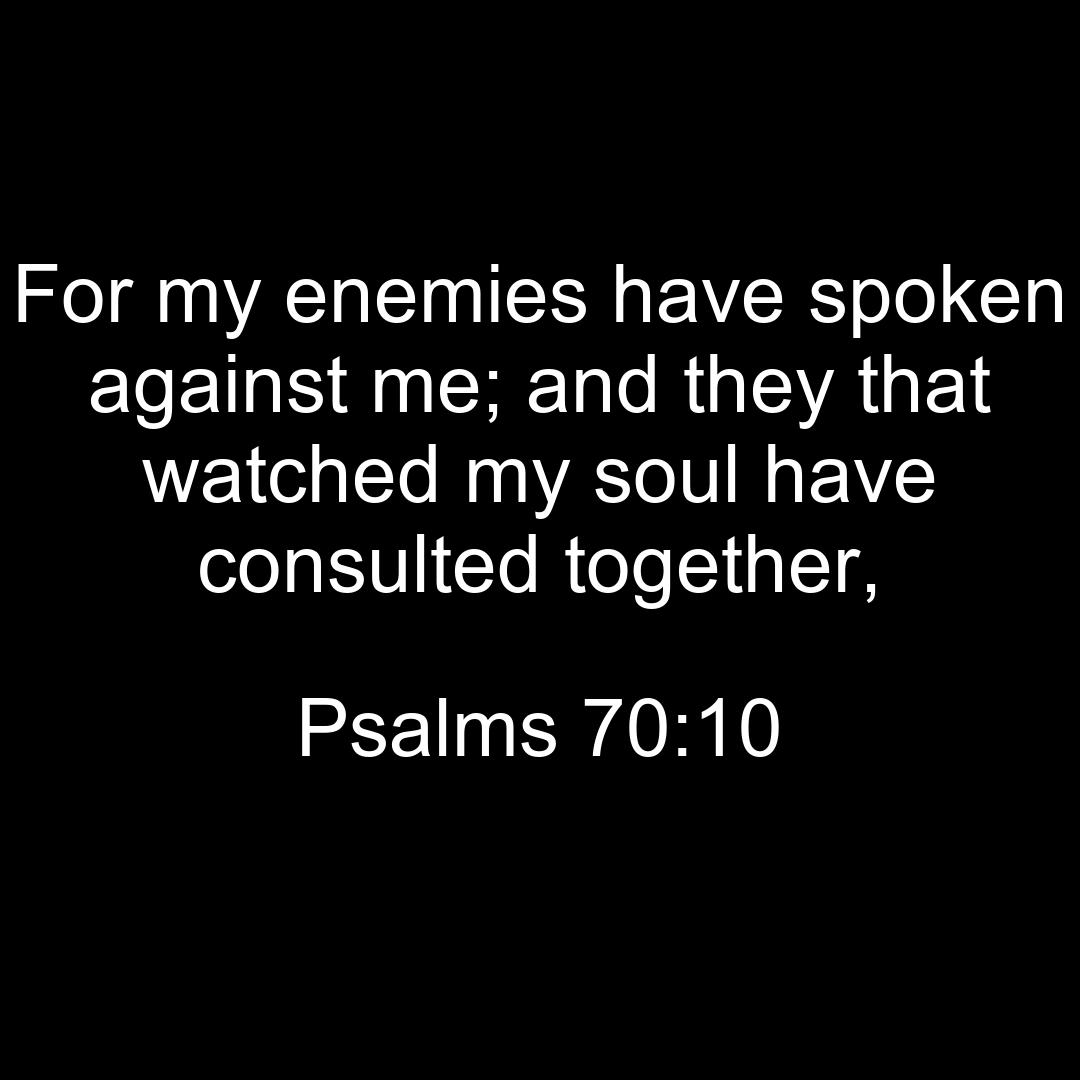 For my enemies have spoken
against me; and they that
watched my soul have
consulted together,
Psalms 70:10